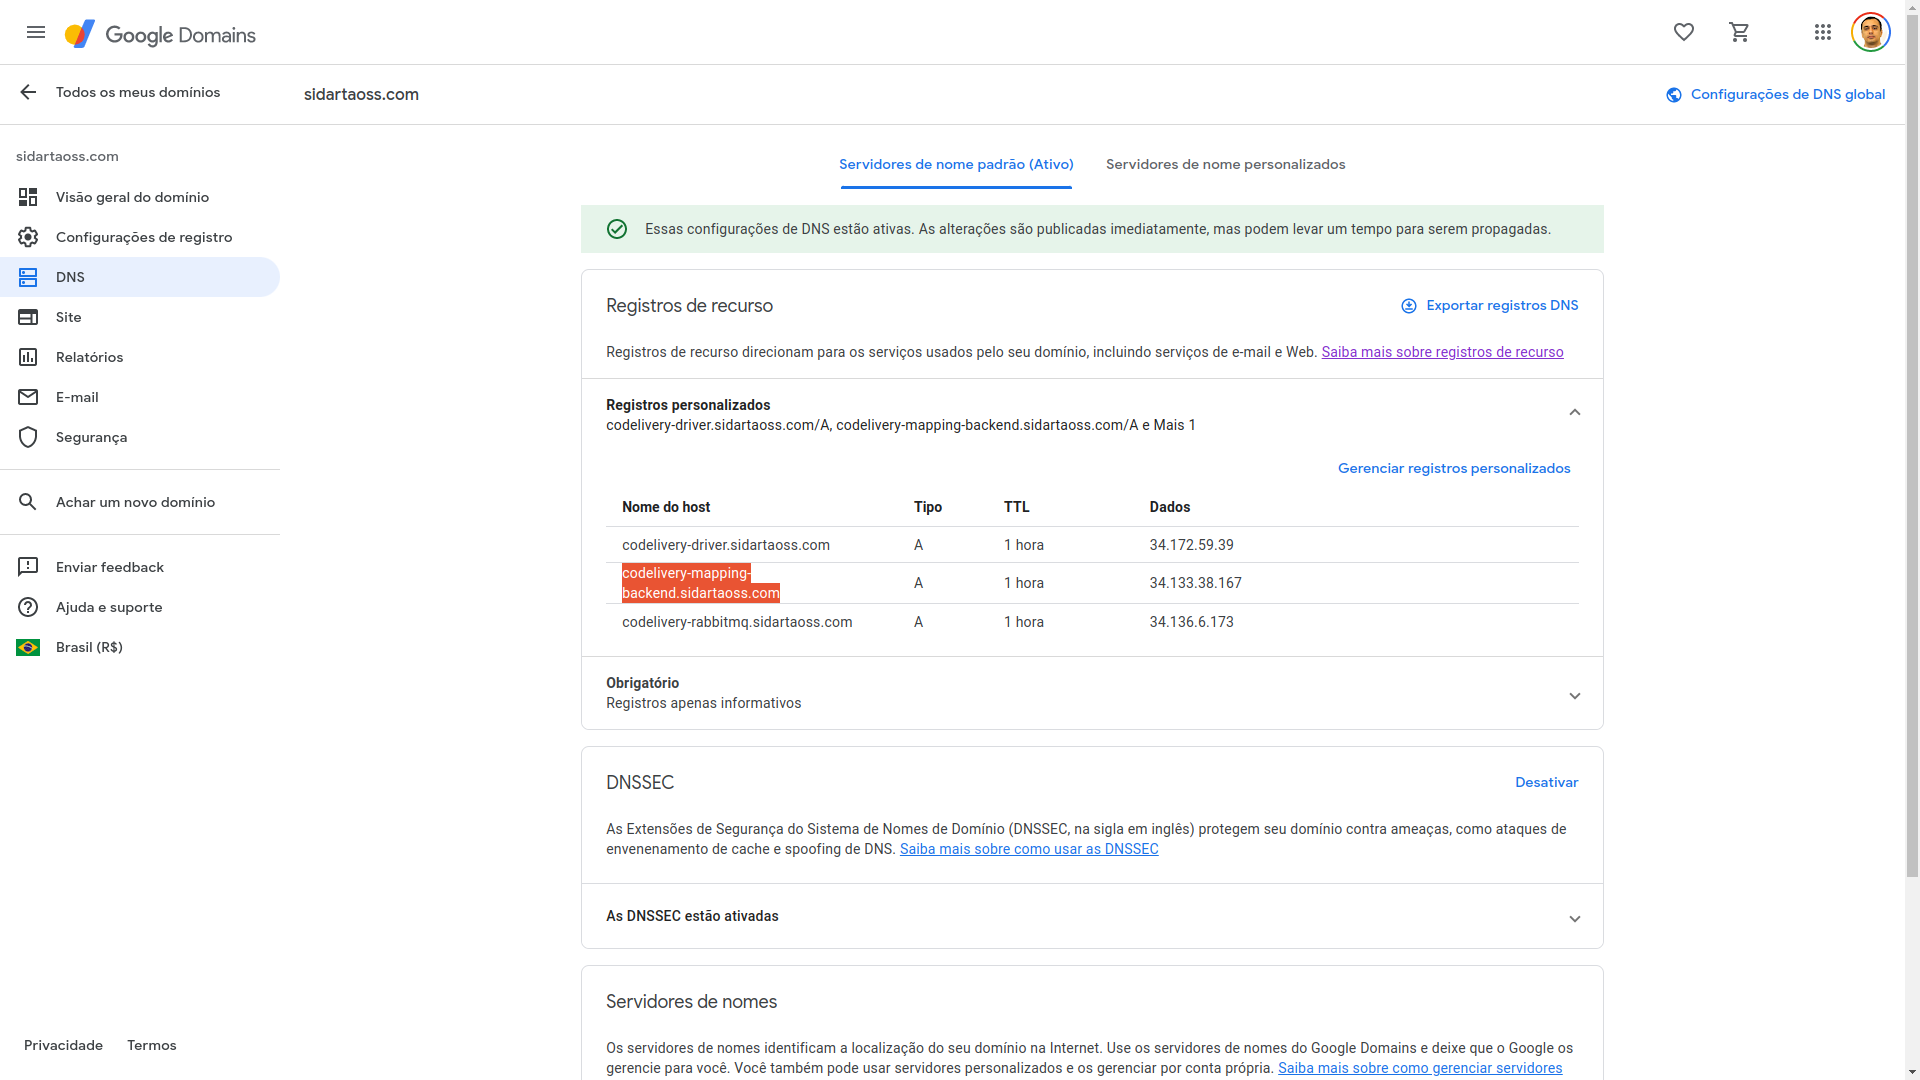 Google Domains
Todos os meus domínios
sidartaoss.com
Configurações de DNS global
sidartaoss.com
Visão geral do domínio
Configurações de registro
DNS
Site
Relatórios
E-mail
Segurança
Achar um novo domínio
Enviar feedback
Ajuda e suporte
Brasil (R$)
Privacidade Termos
Servidores de nome padrão (Ativo) Servidores de nome personalizados
Essas configurações de DNS estão ativas. As alterações são publicadas imediatamente, mas podem levar um tempo para serem propagadas.
Registros de recurso
Exportar registros DNS
Registros de recurso direcionam para os serviços usados pelo seu domínio, incluindo serviços de e-mail e Web. Saiba mais sobre registros de recurso
Registros personalizados
codelivery-driver.sidartaoss.com/A, codelivery-mapping-backend.sidartaoss.com/A e Mais 1
Gerenciar registros personalizados
Nome do host Tipo TTL Dados
codelivery-driver.sidartaoss.com A 1 hora 34.172.59.39
codelivery-mapping-
backend.sidartaoss.com A 1 hora 34.133.38.167
codelivery-rabbitmq.sidartaoss.com A 1 hora 34.136.6.173
Obrigatório
Registros apenas informativos
DNSSEC
Desativar
As Extensões de Segurança do Sistema de Nomes de Domínio (DNSSEC, na sigla em inglês) protegem seu domínio contra ameaças, como ataques de
envenenamento de cache e spoofing de DNS. Saiba mais sobre como usar as DNSSEC
As DNSSEC estão ativadas
Servidores de nomes
Os servidores de nomes identificam a localização do seu domínio na Internet. Use os servidores de nomes do Google Domains e deixe que o Google os
gerencie para você. Você também pode usar servidores personalizados e os gerenciar por conta própria. Saiba mais sobre como gerenciar servidores